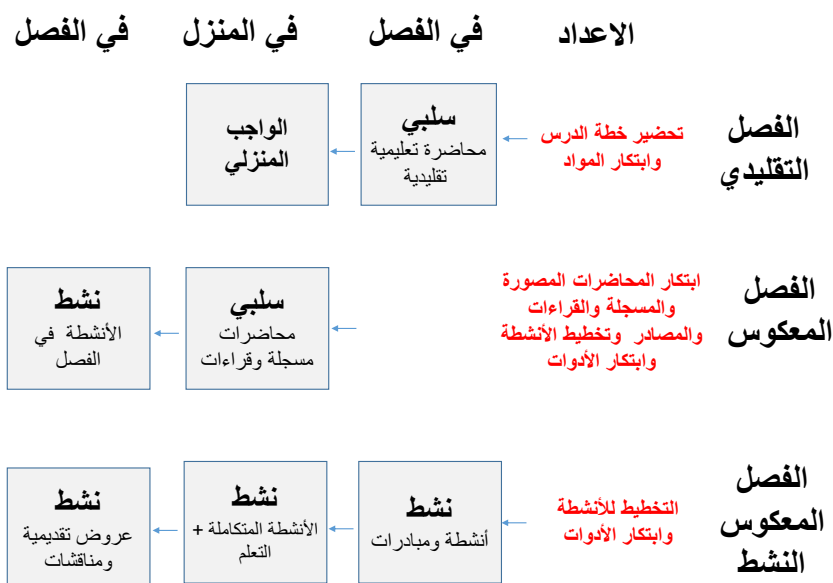 الاعداد
في الفصل
في المنزل
في الفصل
الفصل
التقليدي
تحضير خطة الدرس
وابتكار المواد
سلبي
محاضرة تعليمية
تقليدية
الواجب
المنزلي
الفصل
المعكوس
ابتكار المحاضرات المصورة
والمسجلة والقراءات
والمصادر وتخطيط الأنشطة
وابتكار الأدوات
سلبي
محاضرات
مسجلة وقراءات
نشط
الأنشطة في
الفصل
الفصل
المعكوس
النشط
التخطيط للأنشطة
وابتكار الأدوات
نشط
أنشطة ومبادرات
نشط
الأنشطة المتكاملة +
التعلم
نشط
عروض تقديمية
ومناقشات